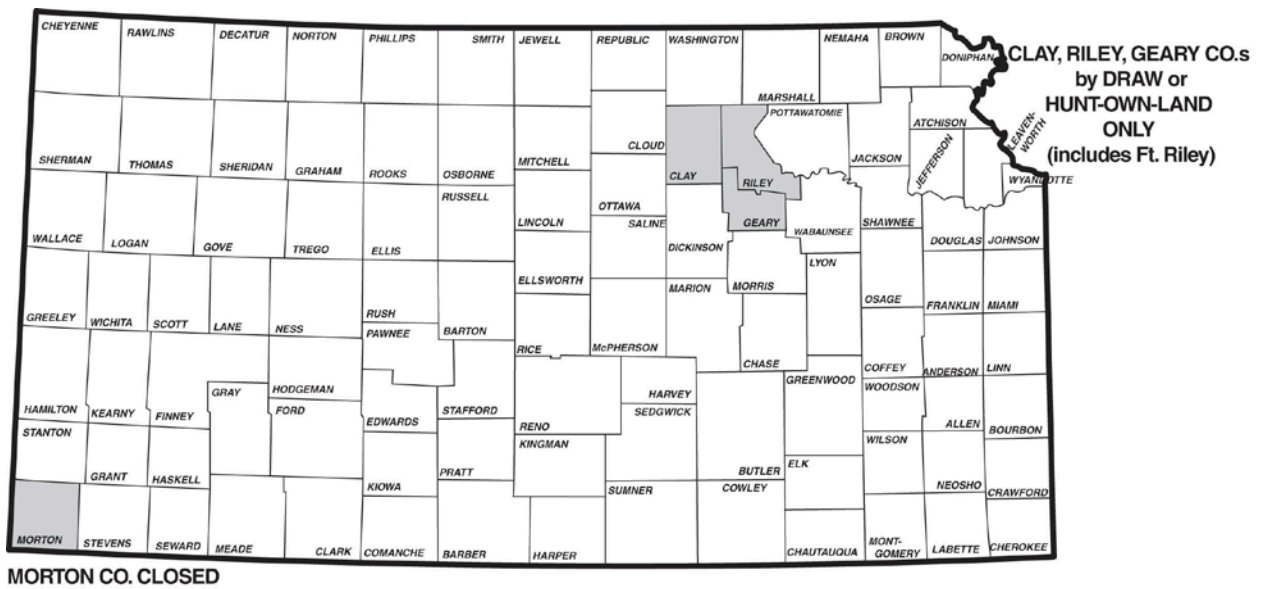 CHEYENNE
RAWLINS
DECATUR
NORTON
PHILLIPS
SMITH
JEWELL
REPUBLIC
WASHINGTON
NEMAHA
BROWN
DONIPHAN
CLAY, RILEY, GEARY CO.s
by DRAW or
HUNT-OWN-LAND
ONLY
(includes Ft. Riley)
MARSHALL
POTTAWATOMIE
ATCHISON
LEAVEN-
WORTH
SHERMAN
THOMAS
SHERIDAN
GRAHAM
ROOKS
OSBORNE
MITCHELL
CLOUD
CLAY
RILEY
JACKSON
JEFFERSON
WYANDOTTE
RUSSELL
LINCOLN
OTTAWA
SALINE
GEARY
WABAUNSEE
SHAWNEE
WALLACE
LOGAN
GOVE
TREGO
ELLIS
DICKINSON
DOUGLAS
JOHNSON
ELLSWORTH
MARION
MORRIS
LYON
OSAGE
FRANKLIN
MIAMI
GREELEY
WICHITA
SCOTT
LANE
NESS
RUSH
PAWNEE
BARTON
RICE
McPHERSON
CHASE
COFFEY
ANDERSON
LINN
GREENWOOD
WOODSON
HAMILTON
KEARNY
FINNEY
GRAY
HODGEMAN
FORD
EDWARDS
STAFFORD
RENO
HARVEY
SEDGWICK
ALLEN
BOURBON
STANTON
GRANT
HASKELL
KIOWA
PRATT
KINGMAN
BUTLER
ELK
WILSON
NEOSHO
CRAWFORD
SUMNER
COWLEY
MORTON
STEVENS
SEWARD
MEADE
CLARK
COMANCHE
BARBER
HARPER
CHAUTAUQUA
MONT-
GOMERY
LABETTE
CHEROKEE
MORTON CO. CLOSED